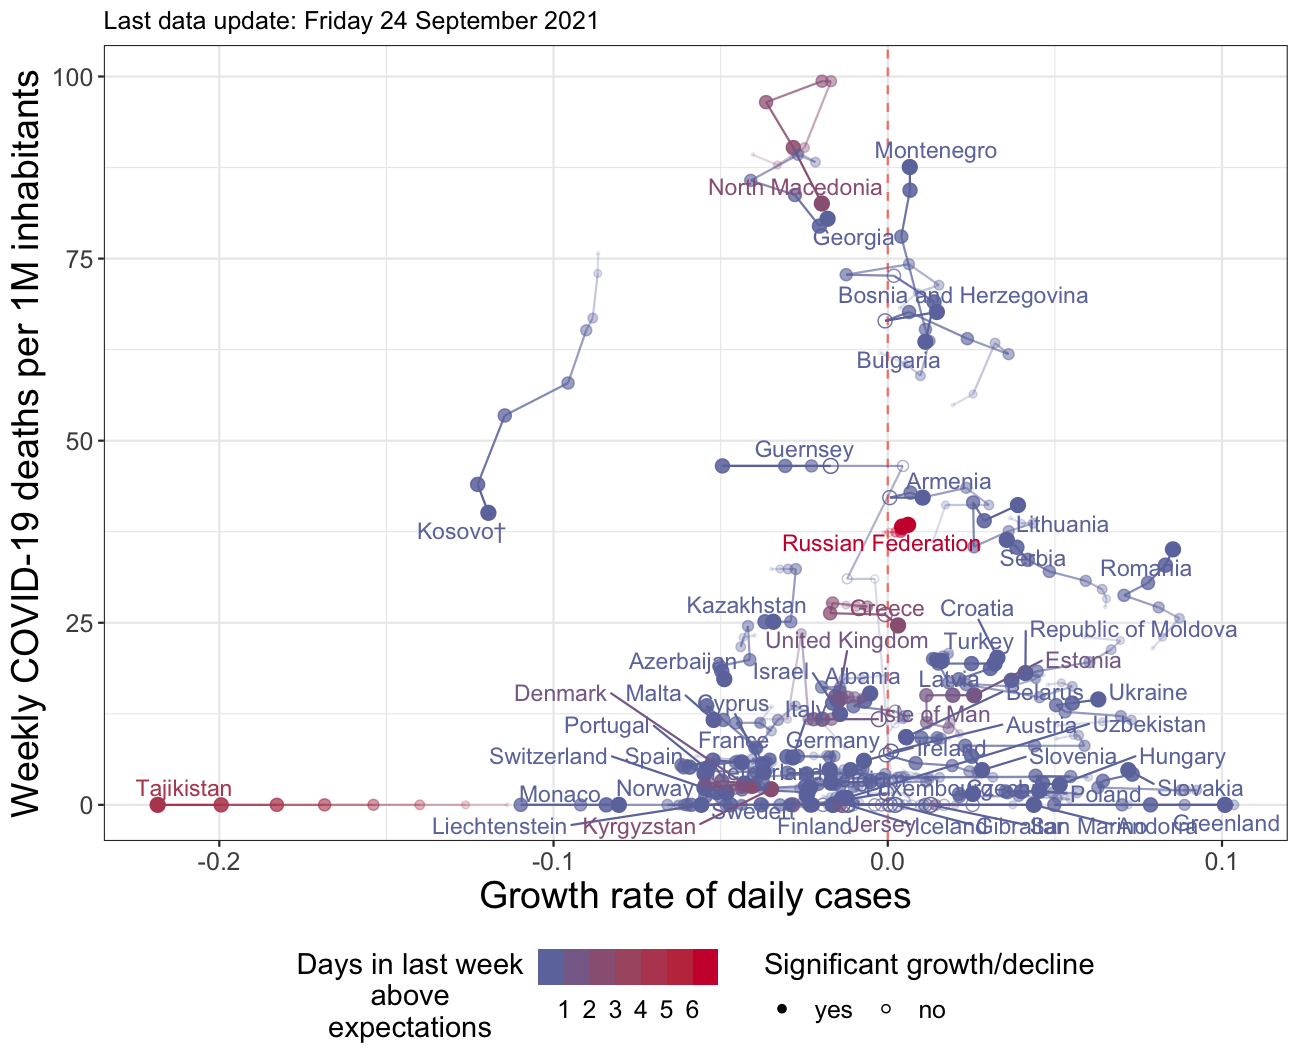 Last data update: Friday 24 September 2021
Weekly COVID-19 deaths per 1M inhabitants
100
75
50
25
0
Montenegro
North Macedonia
Georgia
Bosnia and Herzegovina
Bulgaria
Guernsey
Armenia
Kosovo†
Lithuania
Russian Federation
Serbia
Romania
Kazakhstan
Greece
Croatia
Republic of Moldova
United Kingdom
Turkey
Azerbaijan
Israel
Estonia
Albania
Latvia
Denmark
Malta
Cyprus
Italy
Isle of Man
Belarus
Ukraine
Portugal
Austria
Uzbekistan
France
Germany
Ireland
Switzerland
Spain
Slovenia
Hungary
Tajikistan
Monaco
Norway
Poland
Slovakia
Sweden
Liechtenstein
Kyrgyzstan
Finland
Jersey
Iceland
Gibraltar
San Marino
Andorra
Greenland
-0.2
-0.1
0.0
0.1
Growth rate of daily cases
Days in last week
above
expectations
1 2 3 4 5 6
Significant growth/decline
yes
no